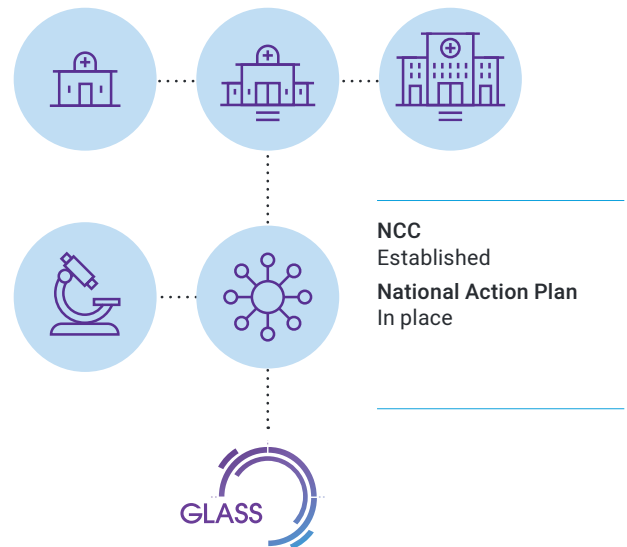 NCC
Established
National Action Plan
In place
GLASS